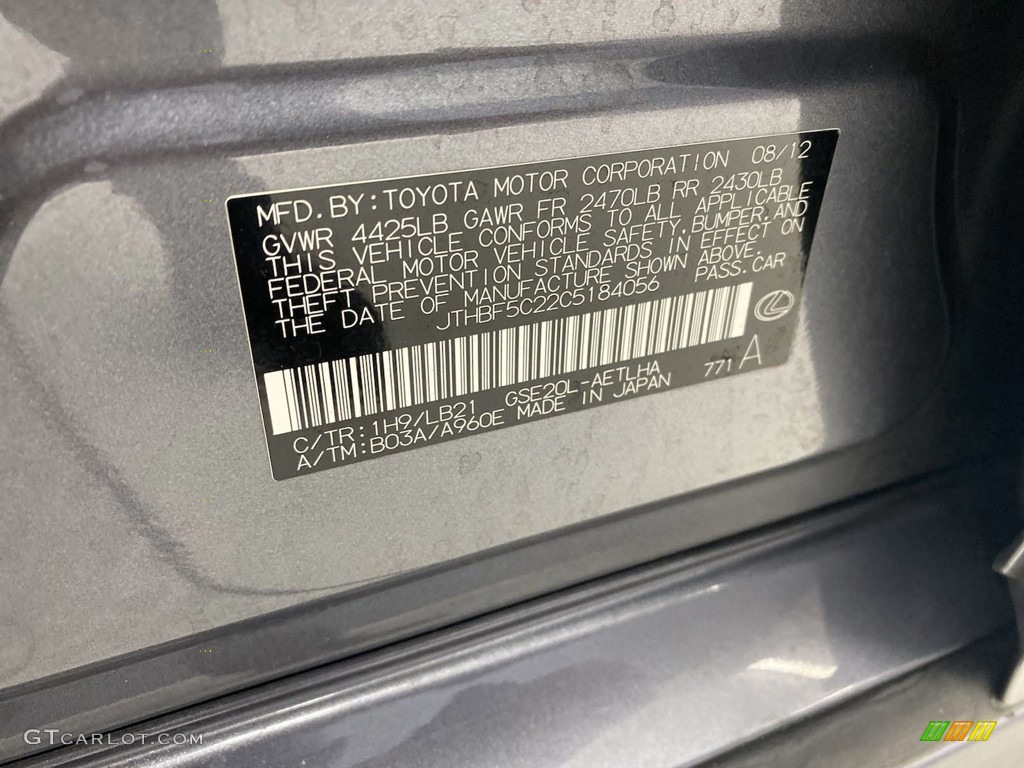 MFD.BY:TOYOTA MOTOR CORPORATION 08/12
GVWR 4425LB GAWR FR 2470LB RR 2430LB
THIS VEHICLE CONFORMS TO ALL APPLICABLE
FEDERAL MOTOR VEHICLE SAFETY,BUMPER,AND
THEFT PREVENTION STANDARDS IN EFFECT ON
THE DATE OF MANUFACTURE SHOWN ABOVE.
JTHBF5C22C5184056 PASS.CAR
C/TR:1H9/LB21 GSE20L-AETLHA 771 A
A/TM:B03A/A960E MADE IN JAPAN
GTCARLOT.COM